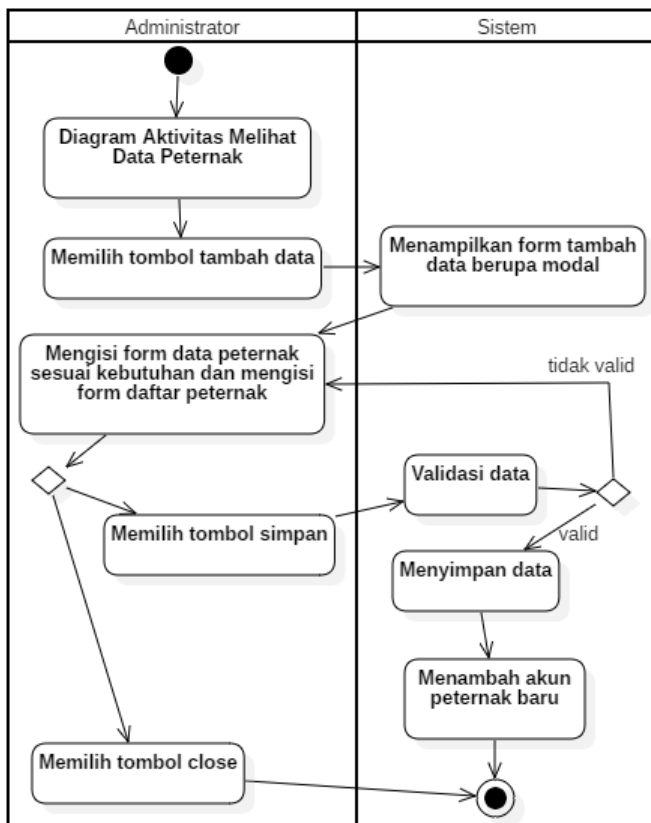 Administrator
Sistem
Diagram Aktivitas Melihat
Data Peternak
Memilih tombol tambah data
Menampilkan form tambah
data berupa modal
Mengisi form data peternak
sesuai kebutuhan dan mengisi
form daftar peternak
tidak valid
Validasi data
Memilih tombol simpan
valid
Menyimpan data
Menambah akun
peternak baru
Memilih tombol close